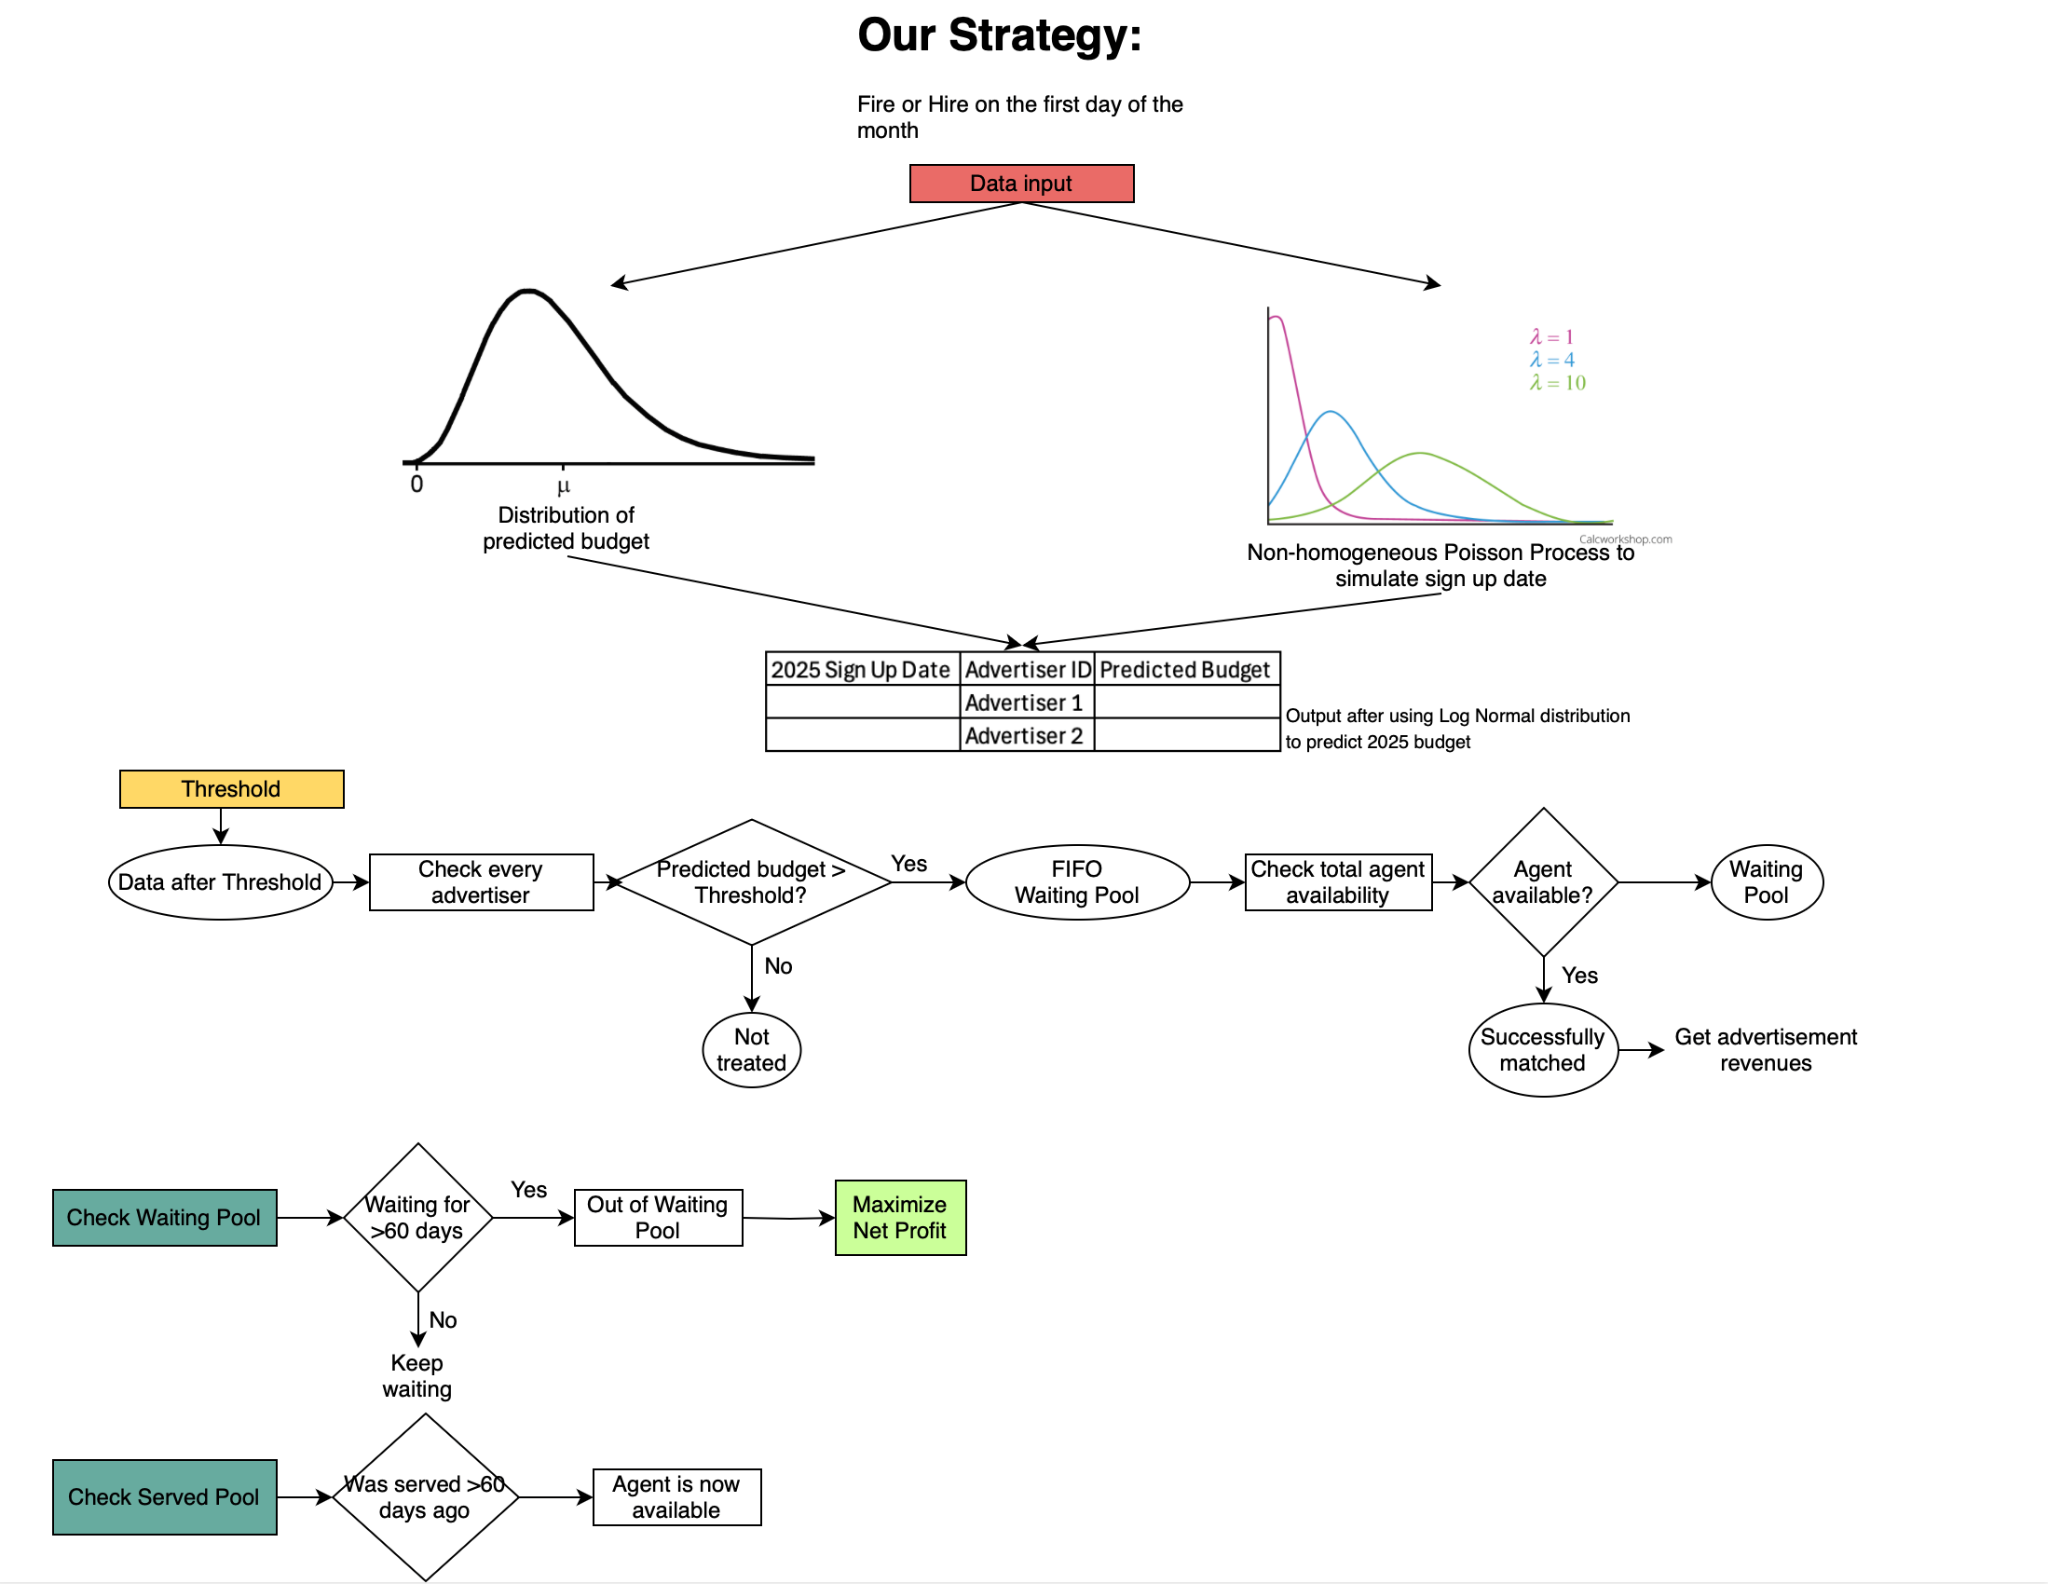 Our Strategy:
Fire or Hire on the first day of the
month
Data input
λ = 1
λ = 4
λ = 10
0
μ
Distribution of
predicted budget
Calcworkshop.com
Non-homogeneous Poisson Process to
simulate sign up date
2025 Sign Up Date Advertiser ID Predicted Budget
Advertiser 1
Advertiser 2
Output after using Log Normal distribution
to predict 2025 budget
Threshold
Data after Threshold
Check every
advertiser
Predicted budget >
Threshold?
Yes
No
Not
treated
FIFO
Waiting Pool
Check total agent
availability
Agent
available?
Waiting
Pool
Yes
Successfully
matched
Get advertisement
revenues
Check Waiting Pool
Waiting for
>60 days
Yes
Out of Waiting
Pool
Maximize
Net Profit
No
Keep
waiting
Check Served Pool
Was served >60
days ago
Agent is now
available